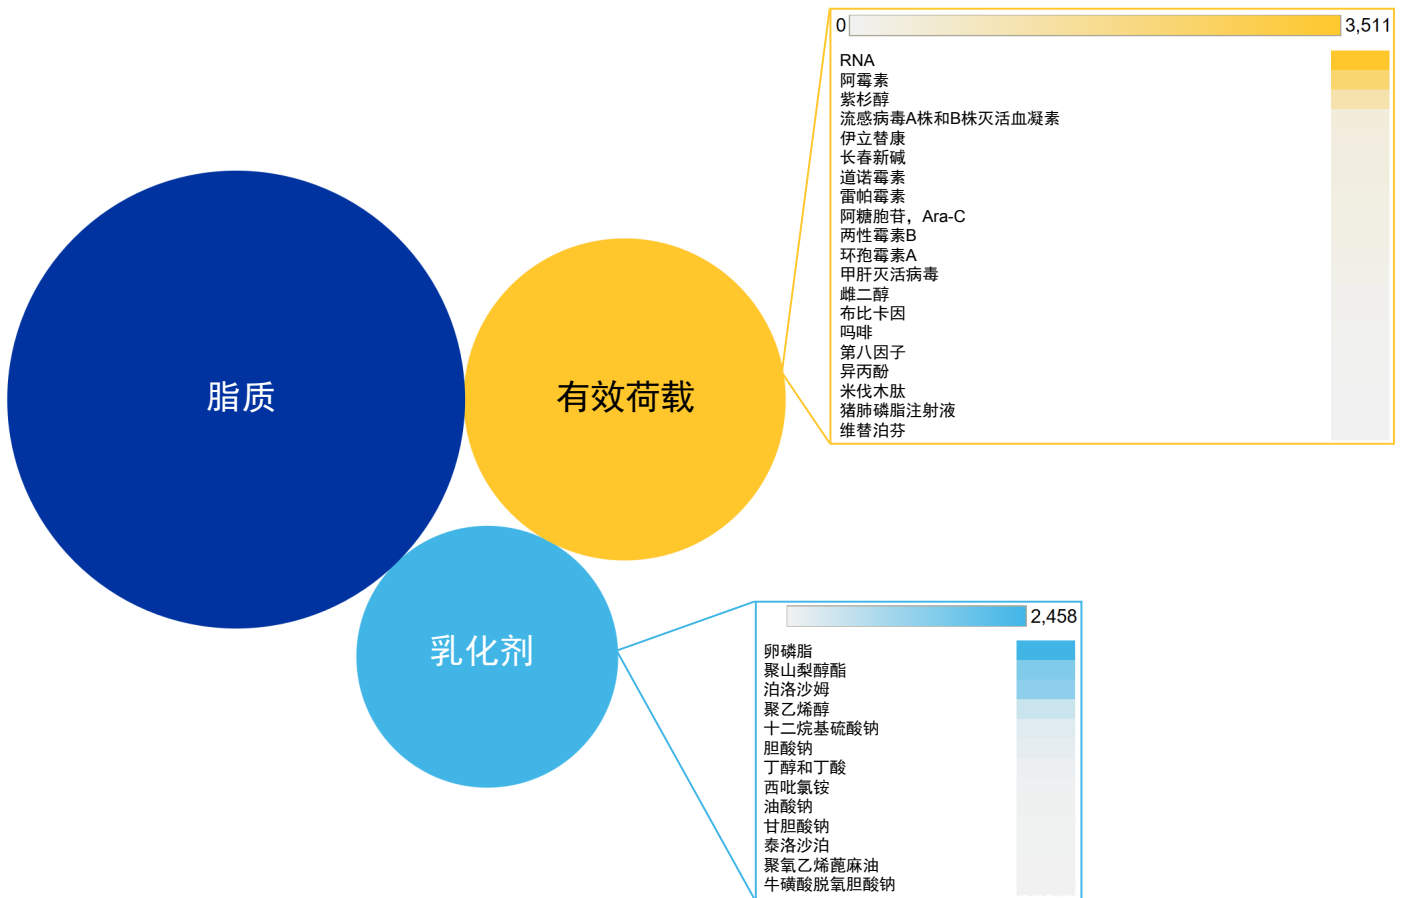 0
3,511
RNA
阿霉素
紫杉醇
流感病毒A株和B株灭活血凝素
伊立替康
长春新碱
道诺霉素
雷帕霉素
阿糖胞苷，Ara-C
两性霉素B
环孢霉素A
甲肝灭活病毒
雌二醇
布比卡因
吗啡
第八因子
异丙酚
米伐木肽
猪肺磷脂注射液
维替泊芬
脂质
有效荷载
乳化剂
2,458
卵磷脂
聚山梨醇酯
泊洛沙姆
聚乙烯醇
十二烷基硫酸钠
胆酸钠
丁醇和丁酸
西吡氯铵
油酸钠
甘胆酸钠
泰洛沙泊
聚氧乙烯蓖麻油
牛磺酸脱氧胆酸钠